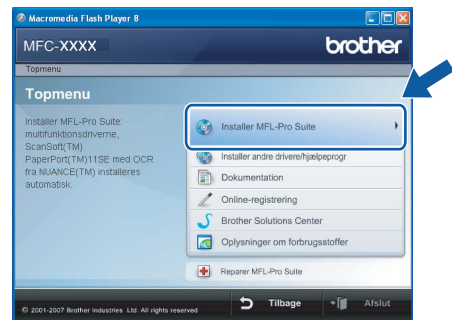 Macromedia Flash Player 8
MFC-XXXX
brother
Topmenu
Topmenu
Installer MFL-Pro Suite:
multifunktionsdriverne,
ScanSoft(TM)
PaperPort(TM)11SE med OCR
fra NUANCE(TM) installeres
automatisk.
Installer MFL-Pro Suite
Installer andre drivere/hjælpeprogr
Dokumentation
Online-registrering
Brother Solutions Center
Oplysninger om forbrugsstoffer
Reparer MFL-Pro Suite
© 2001-2007 Brother Industries Ltd. All rights reserved
Tilbage
Afslut